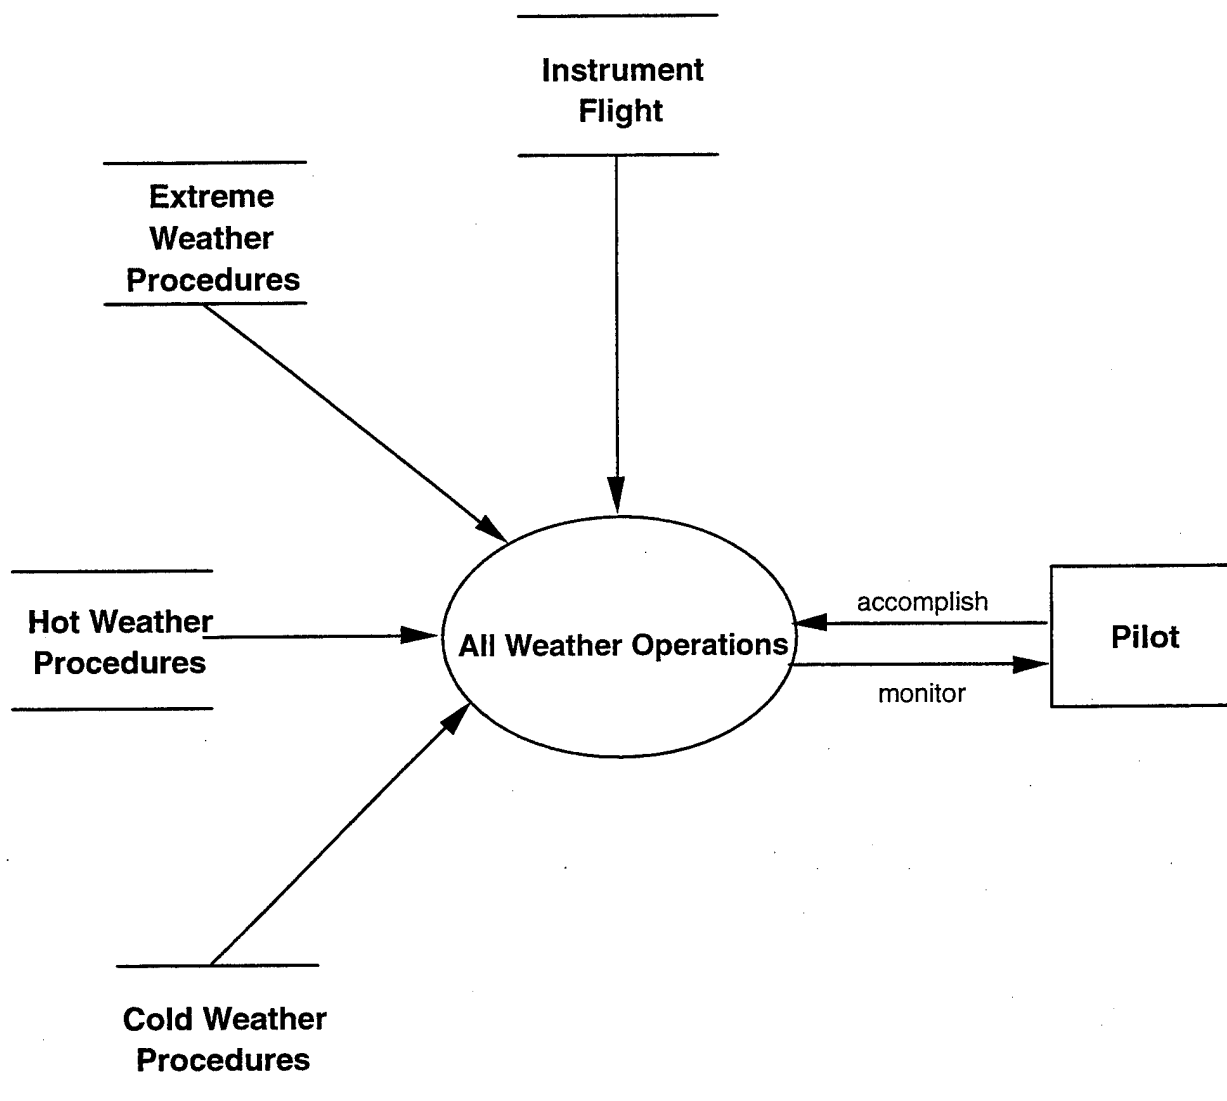 Instrument
Flight
Extreme
Weather
Procedures
Hot Weather
Procedures
All Weather Operations
accomplish
monitor
Pilot
Cold Weather
Procedures